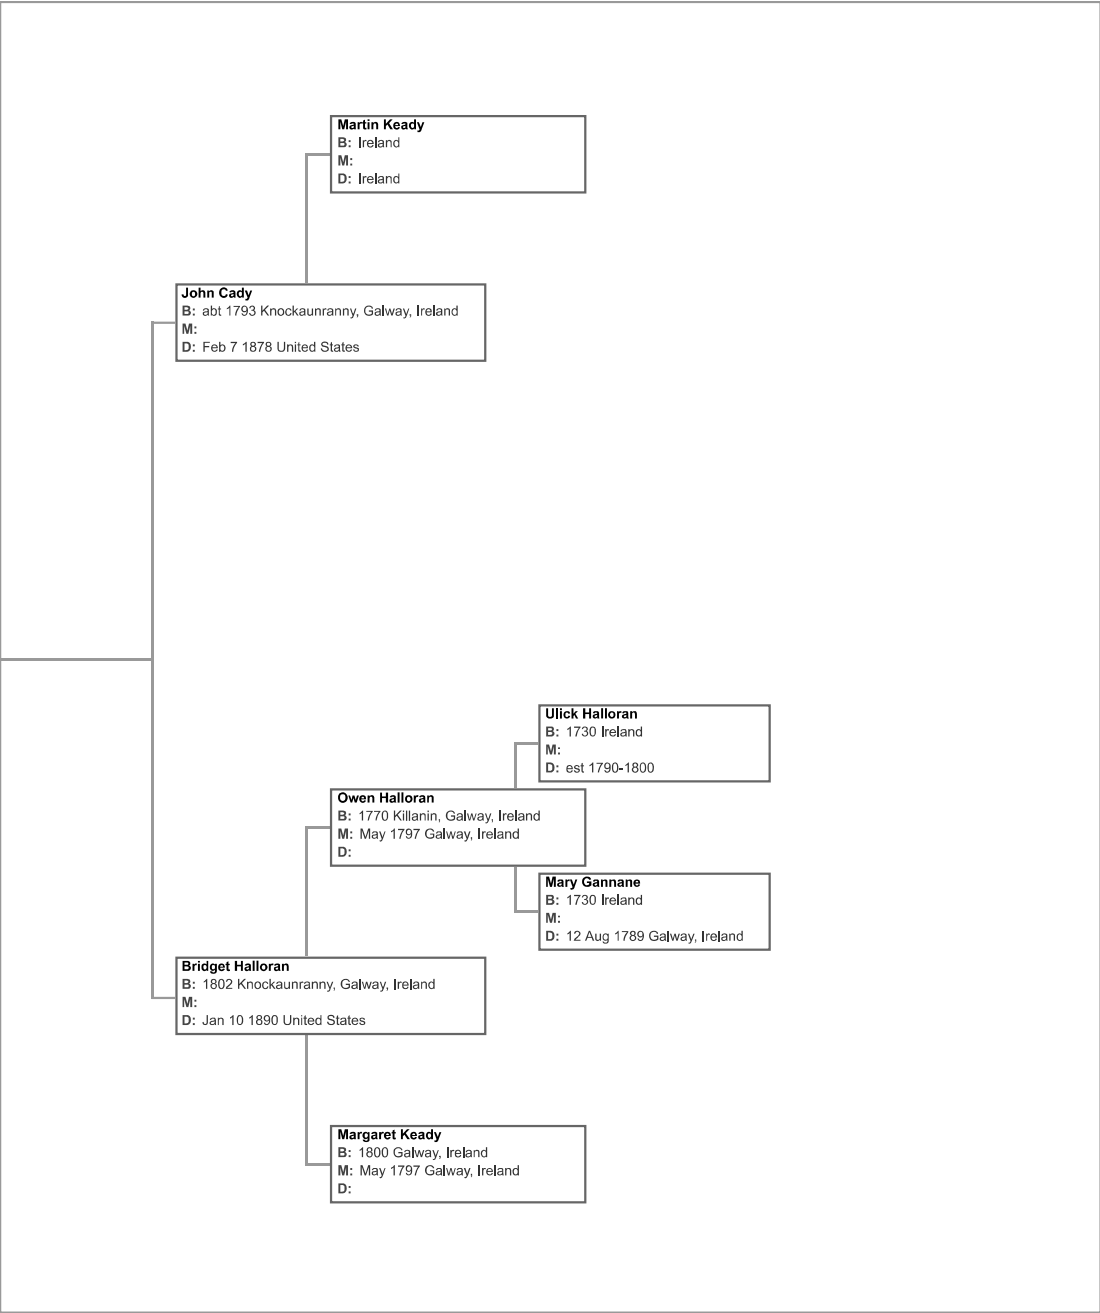 Martin Keady
B: Ireland
M:
D: Ireland
John Cady
B: abt 1793 Knockaunranny, Galway, Ireland
M:
D: Feb 7 1878 United States
Ulick Halloran
B: 1730 Ireland
M:
D: est 1790-1800
Owen Halloran
B: 1770 Killanin, Galway, Ireland
M: May 1797 Galway, Ireland
D:
Mary Gannane
B: 1730 Ireland
M:
D: 12 Aug 1789 Galway, Ireland
Bridget Halloran
B: 1802 Knockaunranny, Galway, Ireland
M:
D: Jan 10 1890 United States
Margaret Keady
B: 1800 Galway, Ireland
M: May 1797 Galway, Ireland
D: